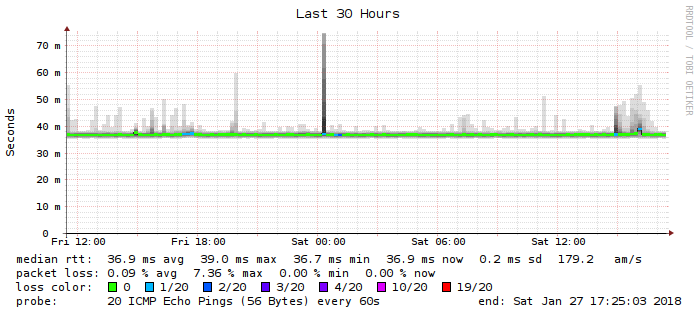 Last 30 Hours
RRDTOOL / TOBI OETIKER
Seconds
70 m
60 m
50 m
40 m
30 m
20 m
10 m
0
Fri 12:00 Fri 18:00 Sat 00:00 Sat 06:00 Sat 12:00
median rtt: 36.9 ms avg 39.0 ms max 36.7 ms min 36.9 ms now 0.2 ms sd 179.2 am/s
packet loss: 0.09 % avg 7.36 % max 0.00 % min 0.00 % now
loss color: 0 1/20 2/20 3/20 4/20 10/20 19/20
probe: 20 ICMP Echo Pings (56 Bytes) every 60s end: Sat Jan 27 17:25:03 2018